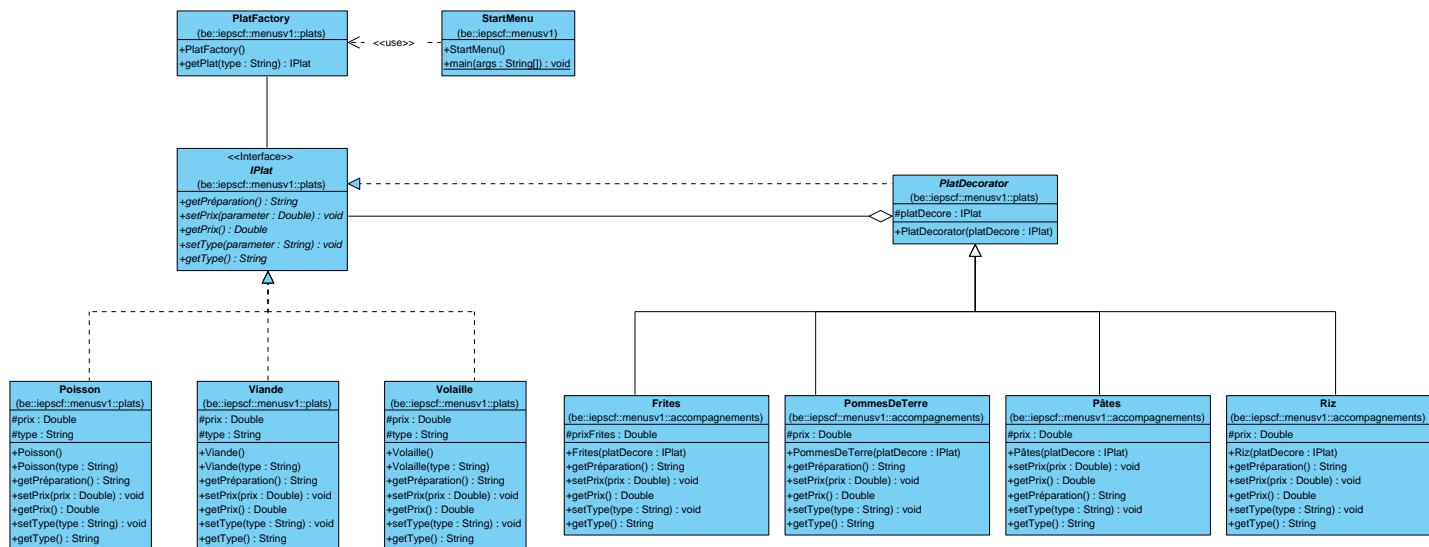 PlatFactory
(be::iepscf::menusv1::plats)
+PlatFactory()
+getPlat(type : String) : IPlat
<<use>>
StartMenu
(be::iepscf::menusv1)
+StartMenu()
+main(args : String[]) : void
<<Interface>>
IPlat
(be::iepscf::menusv1::plats)
+getPréparation() : String
+setPrix(parameter : Double) : void
+getPrix() : Double
+setType(parameter : String) : void
+getType() : String
PlatDecorator
(be::iepscf::menusv1::plats)
#platDecore : IPlat
+PlatDecorator(platDecore : IPlat)
Poisson
(be::iepscf::menusv1::plats)
#prix : Double
#type : String
+Poisson()
+Poisson(type : String)
+getPréparation() : String
+setPrix(prix : Double) : void
+getPrix() : Double
+setType(type : String) : void
+getType() : String
Viande
(be::iepscf::menusv1::plats)
#prix : Double
#type : String
+Viande()
+Viande(type : String)
+getPréparation() : String
+setPrix(prix : Double) : void
+getPrix() : Double
+setType(type : String) : void
+getType() : String
Volaille
(be::iepscf::menusv1::plats)
#prix : Double
#type : String
+Volaille()
+Volaille(type : String)
+getPréparation() : String
+setPrix(prix : Double) : void
+getPrix() : Double
+setType(type : String) : void
+getType() : String
Frites
(be::iepscf::menusv1::accompagnements)
#prixFrites : Double
+Frites(platDecore : IPlat)
+getPréparation() : String
+setPrix(prix : Double) : void
+getPrix() : Double
+setType(type : String) : void
+getType() : String
PommesDeTerre
(be::iepscf::menusv1::accompagnements)
#prix : Double
+PommesDeTerre(platDecore : IPlat)
+getPréparation() : String
+setPrix(prix : Double) : void
+getPrix() : Double
+setType(type : String) : void
+getType() : String
Pâtes
(be::iepscf::menusv1::accompagnements)
#prix : Double
+Pâtes(platDecore : IPlat)
+setPrix(prix : Double) : void
+getPrix() : Double
+getPréparation() : String
+setType(type : String) : void
+getType() : String
Riz
(be::iepscf::menusv1::accompagnements)
#prix : Double
+Riz(platDecore : IPlat)
+getPréparation() : String
+setPrix(prix : Double) : void
+getPrix() : Double
+setType(type : String) : void
+getType() : String